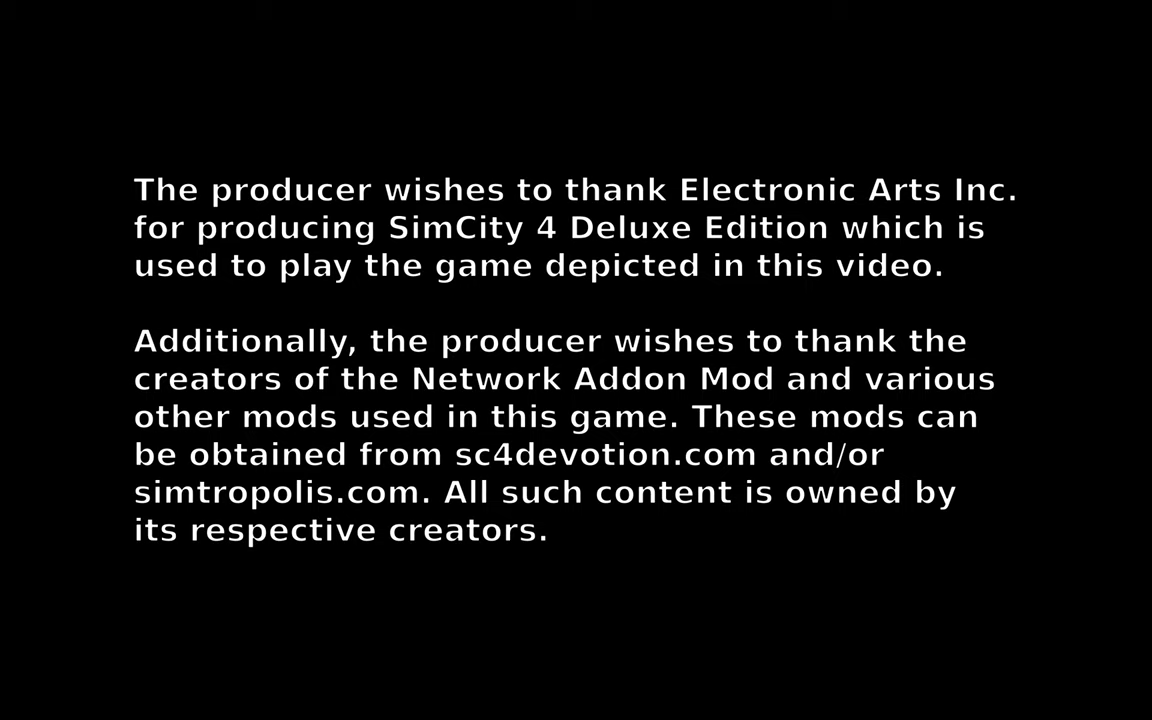 The producer wishes to thank Electronic Arts Inc.
for producing SimCity 4 Deluxe Edition which is
used to play the game depicted in this video.
Additionally, the producer wishes to thank the
creators of the Network Addon Mod and various
other mods used in this game. These mods can
be obtained from sc4devotion.com and/or
simtropolis.com. All such content is owned by
its respective creators.